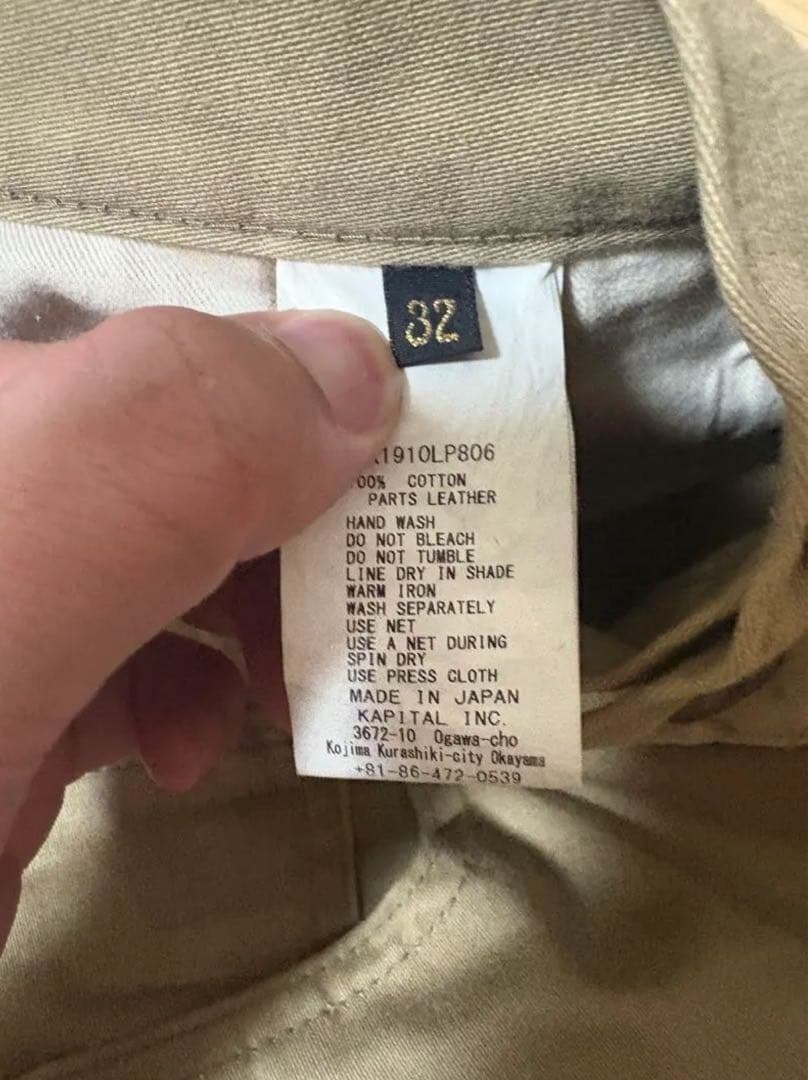 32
1910LP806
00% COTTON
PARTS LEATHER
HAND WASH
DO NOT BLEACH
DO NOT TUMBLE
LINE DRY IN SHADE
WARM IRON
WASH SEPARATELY
USE NET
USE A NET DURING
SPIN DRY
USE PRESS CLOTH
MADE IN JAPAN
KAPITAL INC.
3672-10 Ogawa-cho
Kojima Kurashiki-city Okayama
+81-86-472-0539